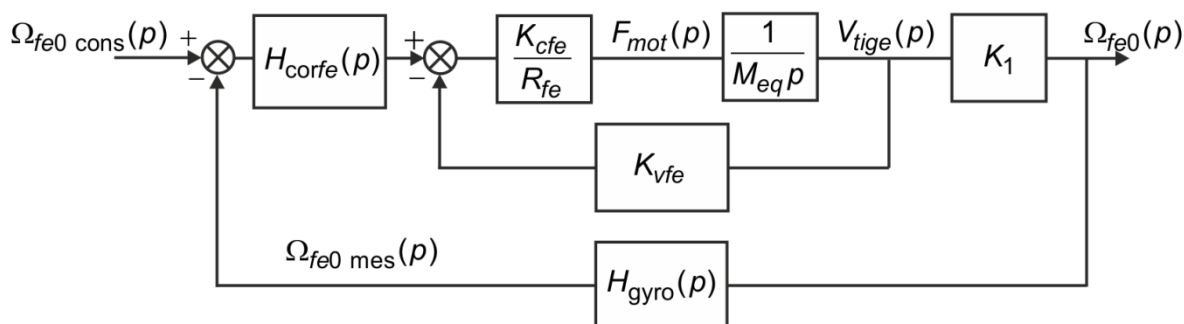 Ω_fe0 cons(p)
+
−
H_corfe(p)
+
−
K_cfe
R_fe
F_mot(p)
1
M_eq p
V_tige(p)
K_1
Ω_fe0(p)
K_vfe
Ω_fe0 mes(p)
H_gyro(p)